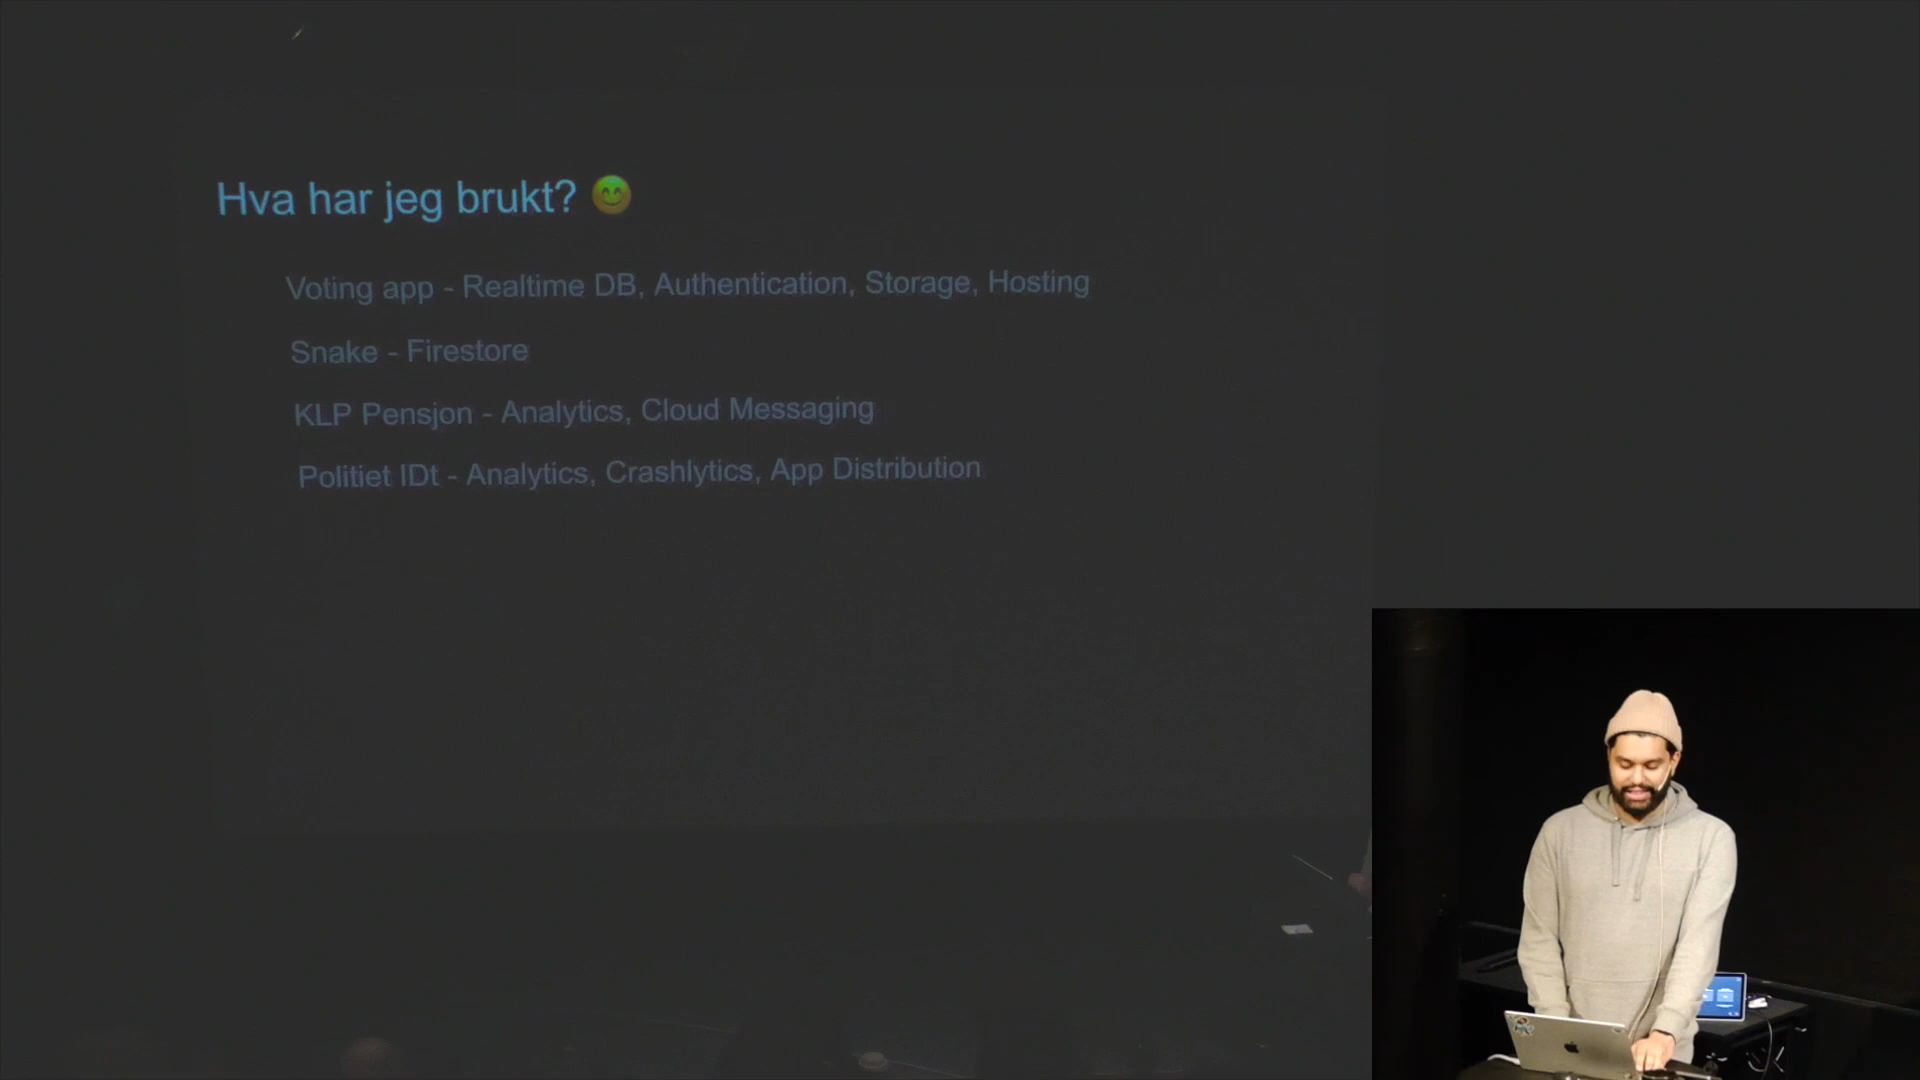 Hva har jeg brukt? 😊
Voting app - Realtime DB, Authentication, Storage, Hosting
Snake - Firestore
KLP Pensjon - Analytics, Cloud Messaging
Politiet IDt - Analytics, Crashlytics, App Distribution